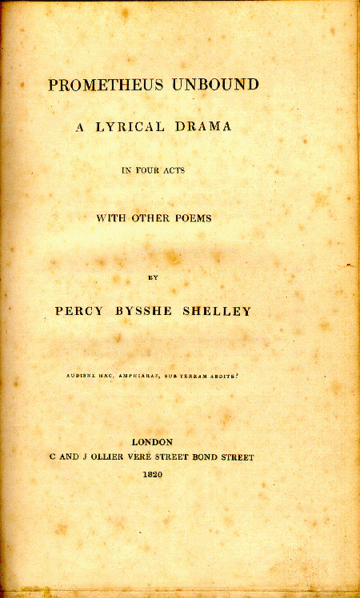 PROMETHEUS UNBOUND
A LYRICAL DRAMA
IN FOUR ACTS
WITH OTHER POEMS
BY
PERCY BYSSHE SHELLEY
AUDISNE HÆC, AMPHIARAE, SUB TERRAM ABDITE?
LONDON
C AND J OLLIER VERE STREET BOND STREET
1820